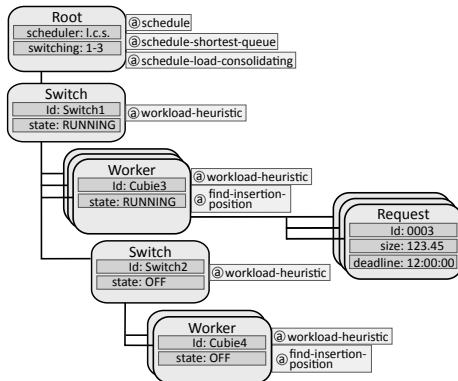 Root
scheduler: l.c.s.
switching: 1-3
@schedule
@schedule-shortest-queue
@schedule-load-consolidating
Switch
Id: Switch1
state: RUNNING
@workload-heuristic
Worker
Id: Cubie3
state: RUNNING
@workload-heuristic
@find-insertion-
position
Request
Id: 0003
size: 123.45
deadline: 12:00:00
Switch
Id: Switch2
state: OFF
@workload-heuristic
Worker
Id: Cubie4
state: OFF
@workload-heuristic
@find-insertion-
position